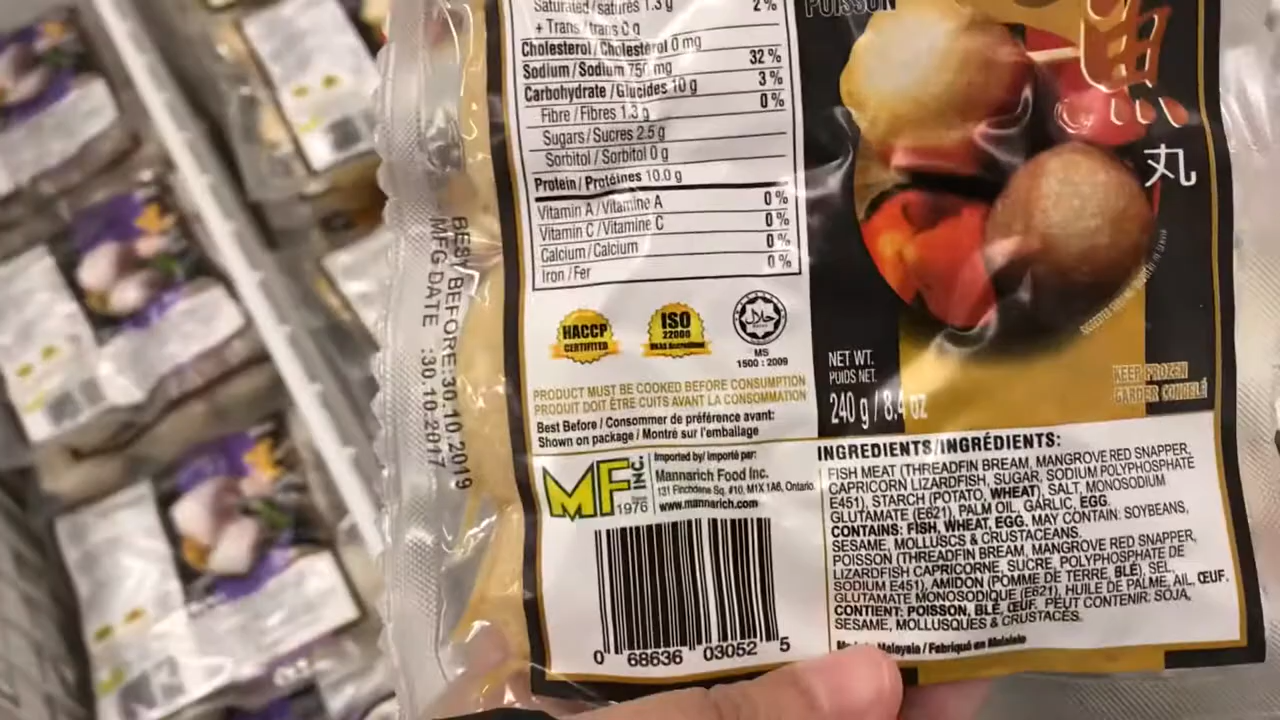 Saturated / saturés 1.3 g 2 %
+ Trans / trans 0 g
Cholesterol / Cholestérol 0 mg
Sodium / Sodium 750 mg 32 %
Carbohydrate / Glucides 10 g 3 %
Fibre / Fibres 1.3 g 0 %
Sugars / Sucres 2.5 g
Sorbitol / Sorbitol 0 g
Protein / Protéines 10.0 g
Vitamin A / Vitamine A 0 %
Vitamin C / Vitamine C 0 %
Calcium / Calcium 0 %
Iron / Fer 0 %
HACCP
CERTIFIED
ISO
22000
حلال
MS
1500 : 2009
PRODUCT MUST BE COOKED BEFORE CONSUMPTION
PRODUIT DOIT ÊTRE CUITS AVANT LA CONSOMMATION
Best Before / Consommer de préférence avant:
Shown on package / Montré sur l'emballage
MF INC.
1976
Imported by/ Importé par:
Mannarich Food Inc.
131 Finchdene Sq. #10, M1X 1A6, Ontario.
www.mannarich.com
0 68636 03052 5
BEST BEFORE:30.10.2019
MFG DATE :30.10.2017
POISSON
魚
丸
NET WT.
POIDS NET.
240 g / 8.4 oz
KEEP FROZEN
GARDER CONGELÉ
INGREDIENTS/INGRÉDIENTS:
FISH MEAT (THREADFIN BREAM, MANGROVE RED SNAPPER,
CAPRICORN LIZARDFISH, SUGAR, SODIUM POLYPHOSPHATE
E451), STARCH (POTATO, WHEAT), SALT, MONOSODIUM
GLUTAMATE (E621), PALM OIL, GARLIC, EGG.
CONTAINS: FISH, WHEAT, EGG. MAY CONTAIN: SOYBEANS,
SESAME, MOLLUSCS & CRUSTACEANS.
POISSON (THREADFIN BREAM, MANGROVE RED SNAPPER,
LIZARDFISH CAPRICORNE, SUCRE, POLYPHOSPHATE DE
SODIUM E451), AMIDON (POMME DE TERRE, BLÉ), SEL,
GLUTAMATE MONOSODIQUE (E621), HUILE DE PALME, AIL, ŒUF.
CONTIENT: POISSON, BLÉ, ŒUF. PEUT CONTENIR: SOJA,
SESAME, MOLLUSQUES & CRUSTACÉS.
Malaysia / Fabriqué en Malaisie